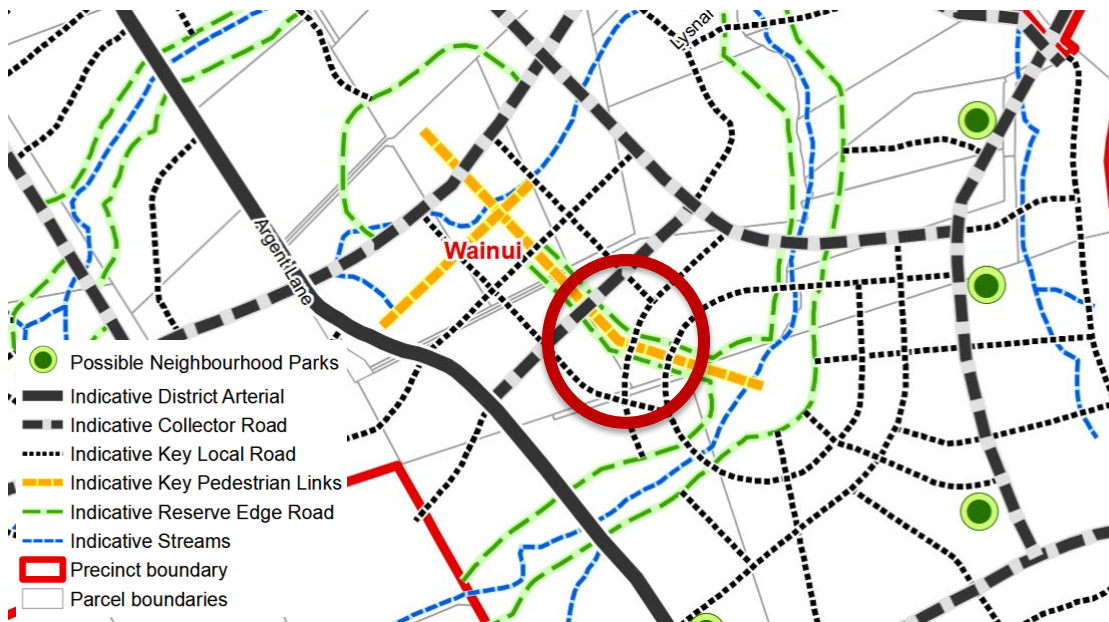 Lysnar
Argent Lane
Wainui
Possible Neighbourhood Parks
Indicative District Arterial
Indicative Collector Road
Indicative Key Local Road
Indicative Key Pedestrian Links
Indicative Reserve Edge Road
Indicative Streams
Precinct boundary
Parcel boundaries